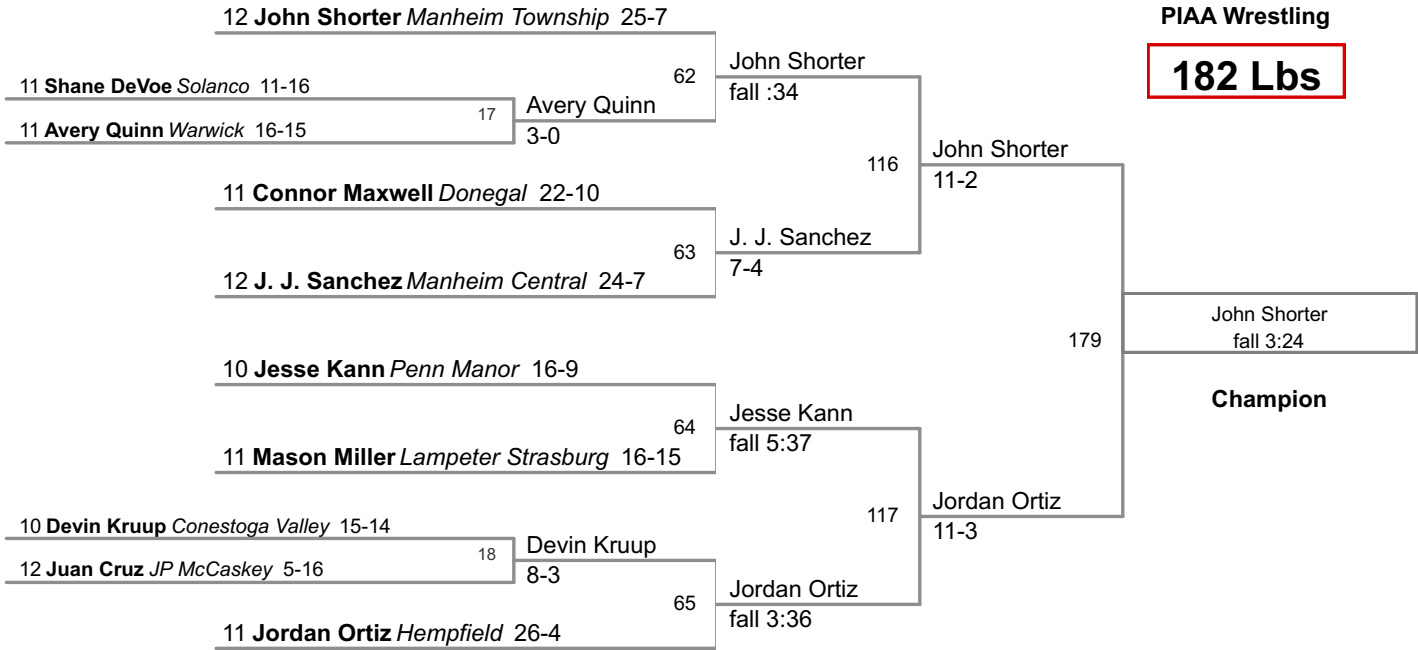 12 John Shorter Manheim Township 25-7
PIAA Wrestling
182 Lbs
62
John Shorter
fall :34
11 Shane DeVoe Solanco 11-16
17
Avery Quinn
3-0
11 Avery Quinn Warwick 16-15
116
John Shorter
11-2
11 Connor Maxwell Donegal 22-10
63
J. J. Sanchez
7-4
12 J. J. Sanchez Manheim Central 24-7
179
John Shorter
fall 3:24
Champion
10 Jesse Kann Penn Manor 16-9
64
Jesse Kann
fall 5:37
11 Mason Miller Lampeter Strasburg 16-15
117
Jordan Ortiz
11-3
10 Devin Kruup Conestoga Valley 15-14
18
Devin Kruup
8-3
12 Juan Cruz JP McCaskey 5-16
65
Jordan Ortiz
fall 3:36
11 Jordan Ortiz Hempfield 26-4